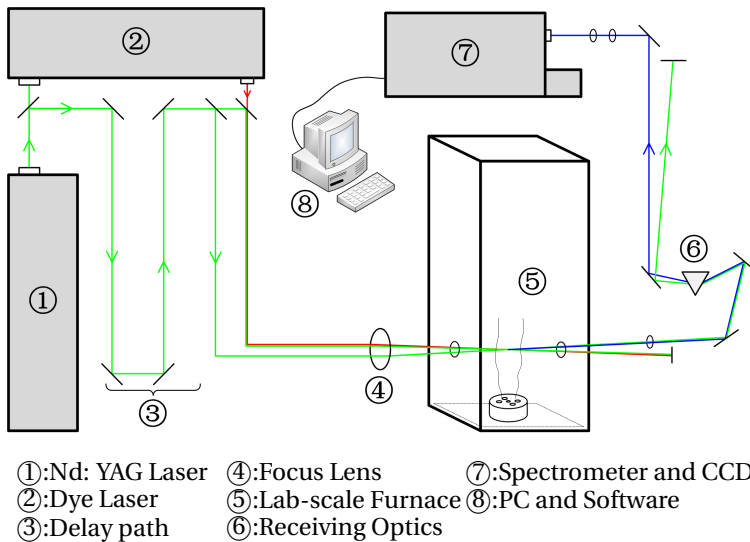 ②
⑦
⑧
⑥
⑤
①
④
③
①:Nd: YAG Laser ④:Focus Lens ⑦:Spectrometer and CCD
②:Dye Laser ⑤:Lab-scale Furnace ⑧:PC and Software
③:Delay path ⑥:Receiving Optics